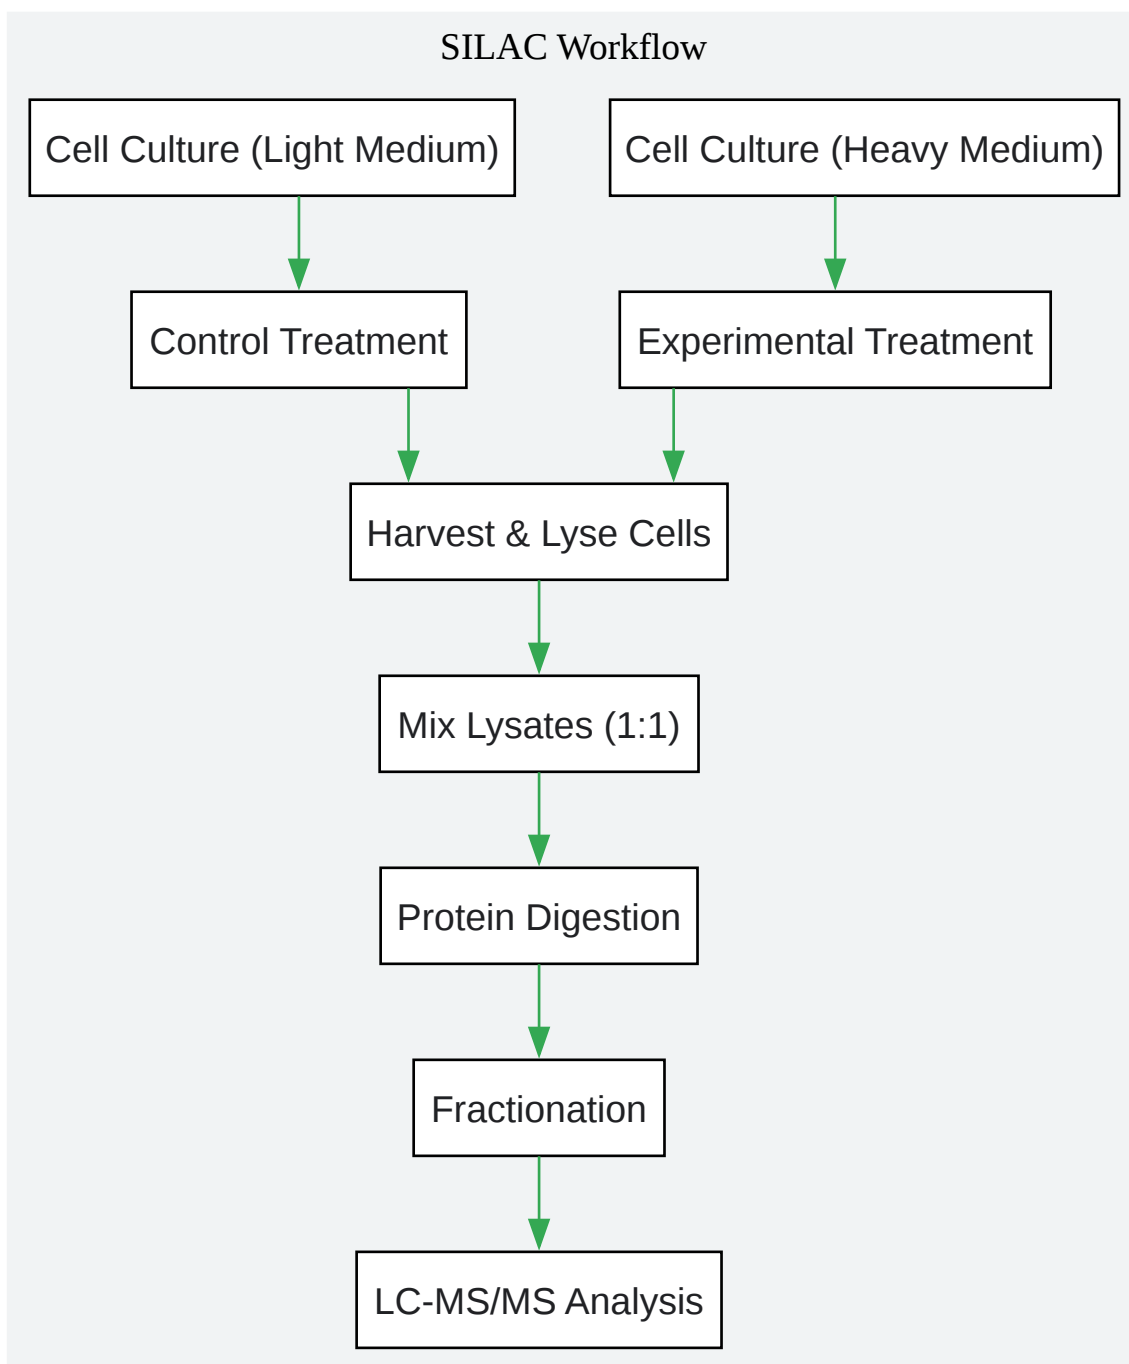 SILAC Workflow
Cell Culture (Light Medium)
Cell Culture (Heavy Medium)
Control Treatment
Experimental Treatment
Harvest & Lyse Cells
Mix Lysates (1:1)
Protein Digestion
Fractionation
LC-MS/MS Analysis